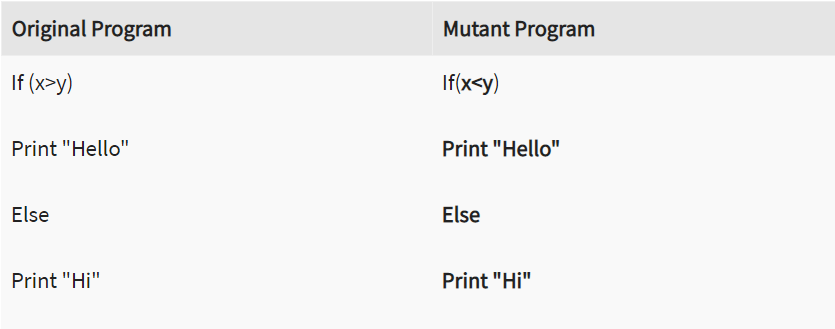 Original Program Mutant Program
If (x>y) If(x<y)
Print "Hello" Print "Hello"
Else Else
Print "Hi" Print "Hi"